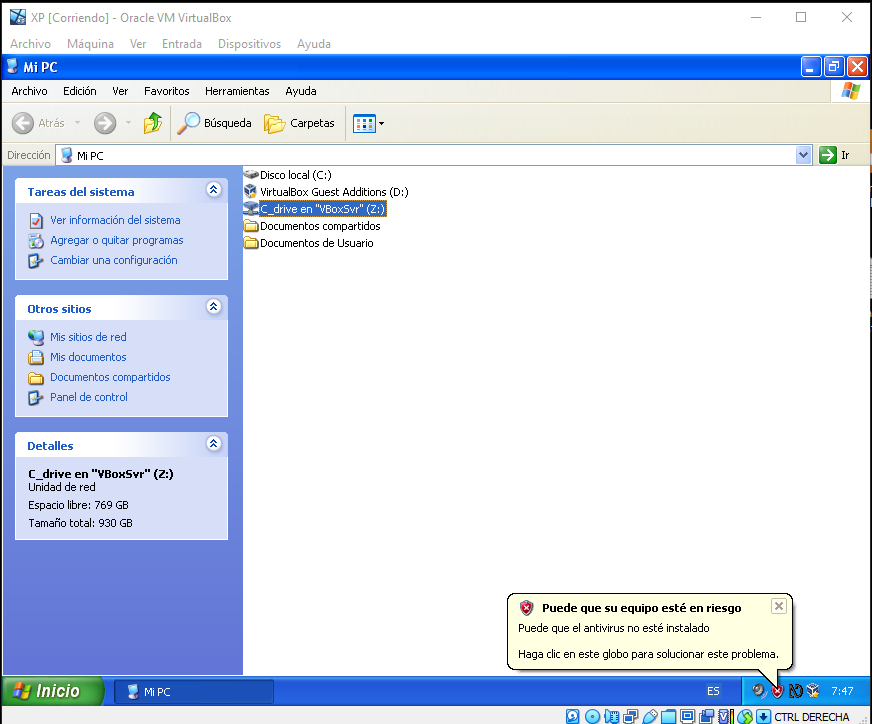 XP [Corriendo] - Oracle VM VirtualBox
Archivo Máquina Ver Entrada Dispositivos Ayuda
Mi PC
Archivo Edición Ver Favoritos Herramientas Ayuda
Atrás Búsqueda Carpetas
Dirección Mi PC Ir
Tareas del sistema
Ver información del sistema
Agregar o quitar programas
Cambiar una configuración
Otros sitios
Mis sitios de red
Mis documentos
Documentos compartidos
Panel de control
Detalles
C_drive en "VBoxSvr" (Z:)
Unidad de red
Espacio libre: 769 GB
Tamaño total: 930 GB
Disco local (C:)
VirtualBox Guest Additions (D:)
C_drive en "VBoxSvr" (Z:)
Documentos compartidos
Documentos de Usuario
Puede que su equipo esté en riesgo
Puede que el antivirus no esté instalado
Haga clic en este globo para solucionar este problema.
Inicio Mi PC ES 7:47
CTRL DERECHA